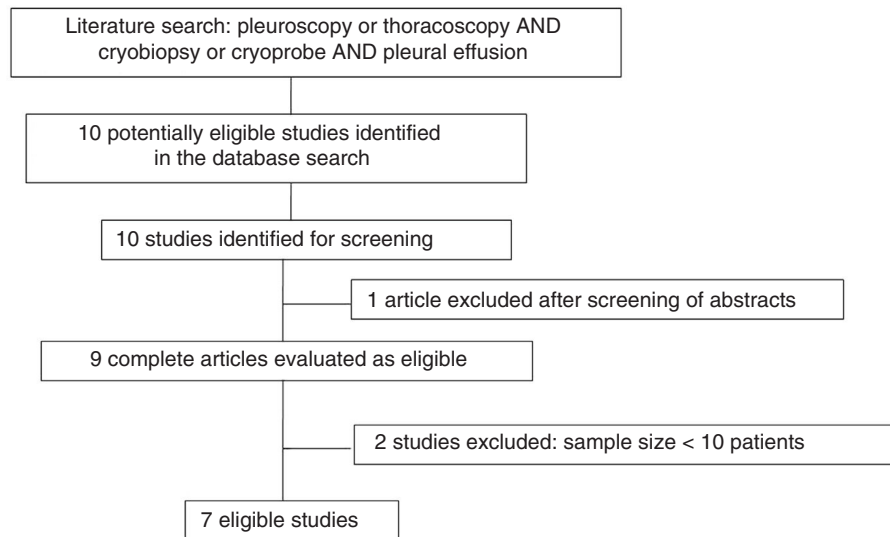 Literature search: pleuroscopy or thoracoscopy AND
cryobiopsy or cryoprobe AND pleural effusion
10 potentially eligible studies identified
in the database search
10 studies identified for screening
1 article excluded after screening of abstracts
9 complete articles evaluated as eligible
2 studies excluded: sample size < 10 patients
7 eligible studies